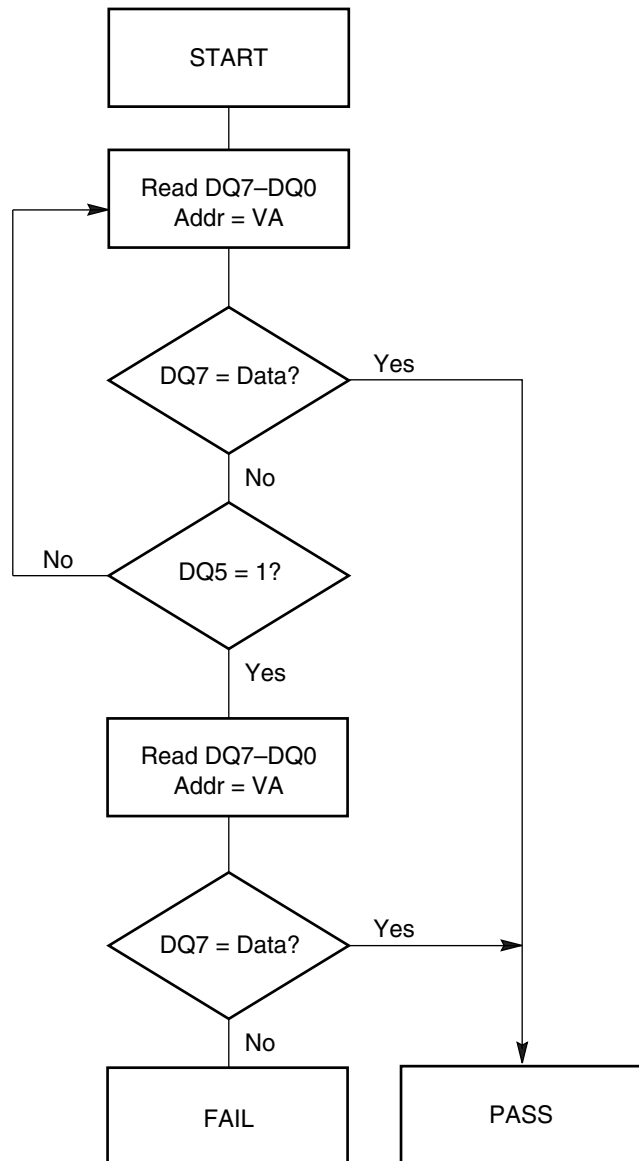 START
Read DQ7–DQ0
Addr = VA
DQ7 = Data?
Yes
No
No
DQ5 = 1?
Yes
Read DQ7–DQ0
Addr = VA
DQ7 = Data?
Yes
No
FAIL
PASS